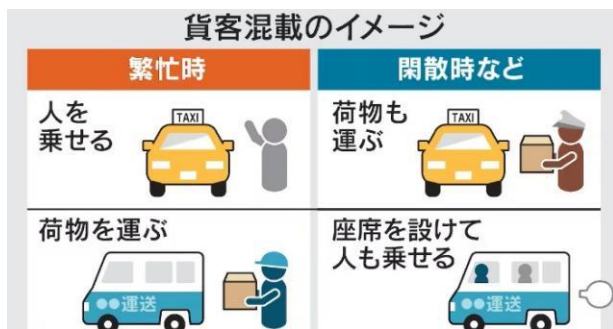 貨客混載のイメージ
繁忙時
閑散時など
人を
乗せる
TAXI
荷物も
運ぶ
TAXI
荷物を運ぶ
●●運送
座席を設けて
人も乗せる
●●運送